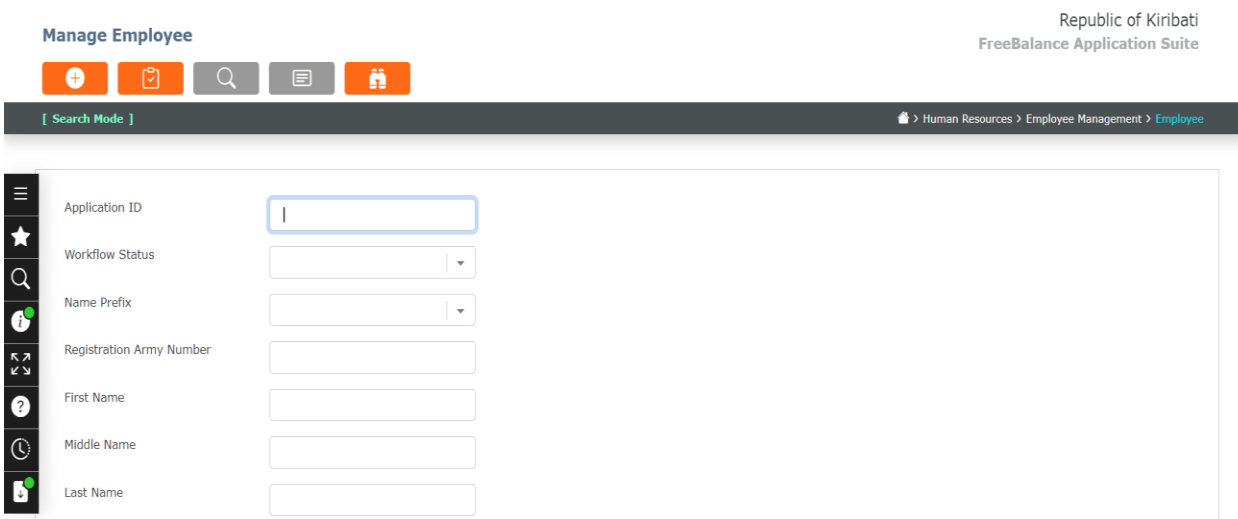 Republic of Kiribati
Manage Employee
FreeBalance Application Suite
[ Search Mode ]
> Human Resources > Employee Management > Employee
Application ID
Workflow Status
Name Prefix
Registration Army Number
First Name
Middle Name
Last Name